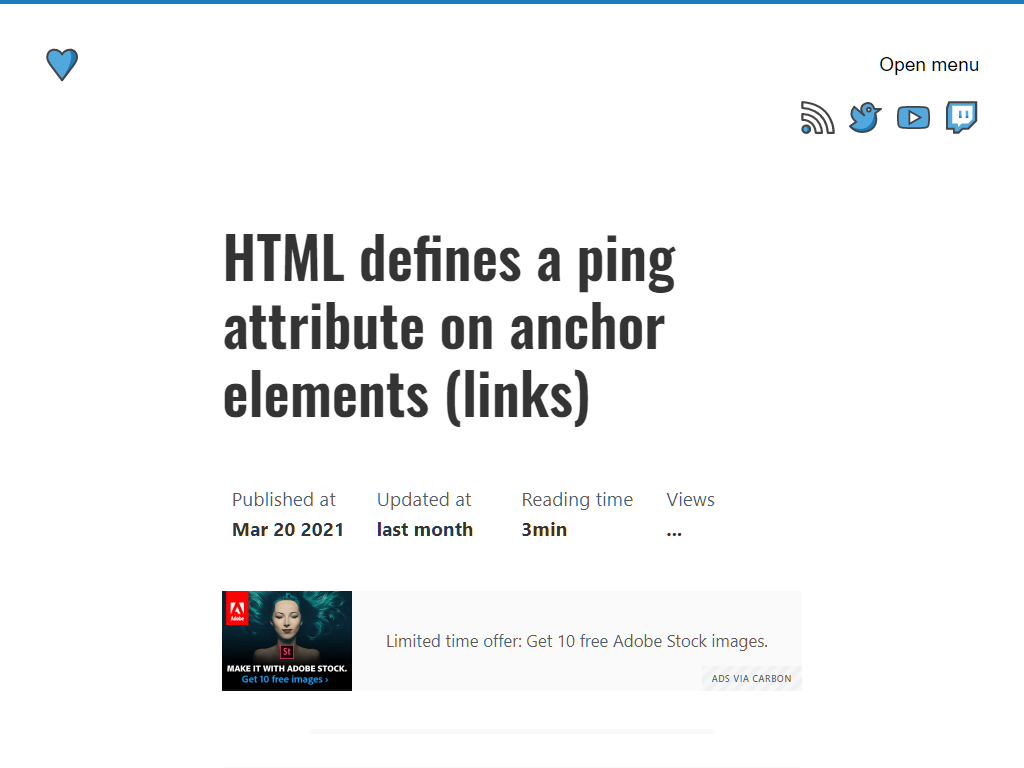 Open menu
HTML defines a ping
attribute on anchor
elements (links)
Published at
Mar 20 2021
Updated at
last month
Reading time
3min
Views
...
Adobe
St
MAKE IT WITH ADOBE STOCK.
Get 10 free images ›
Limited time offer: Get 10 free Adobe Stock images.
ADS VIA CARBON